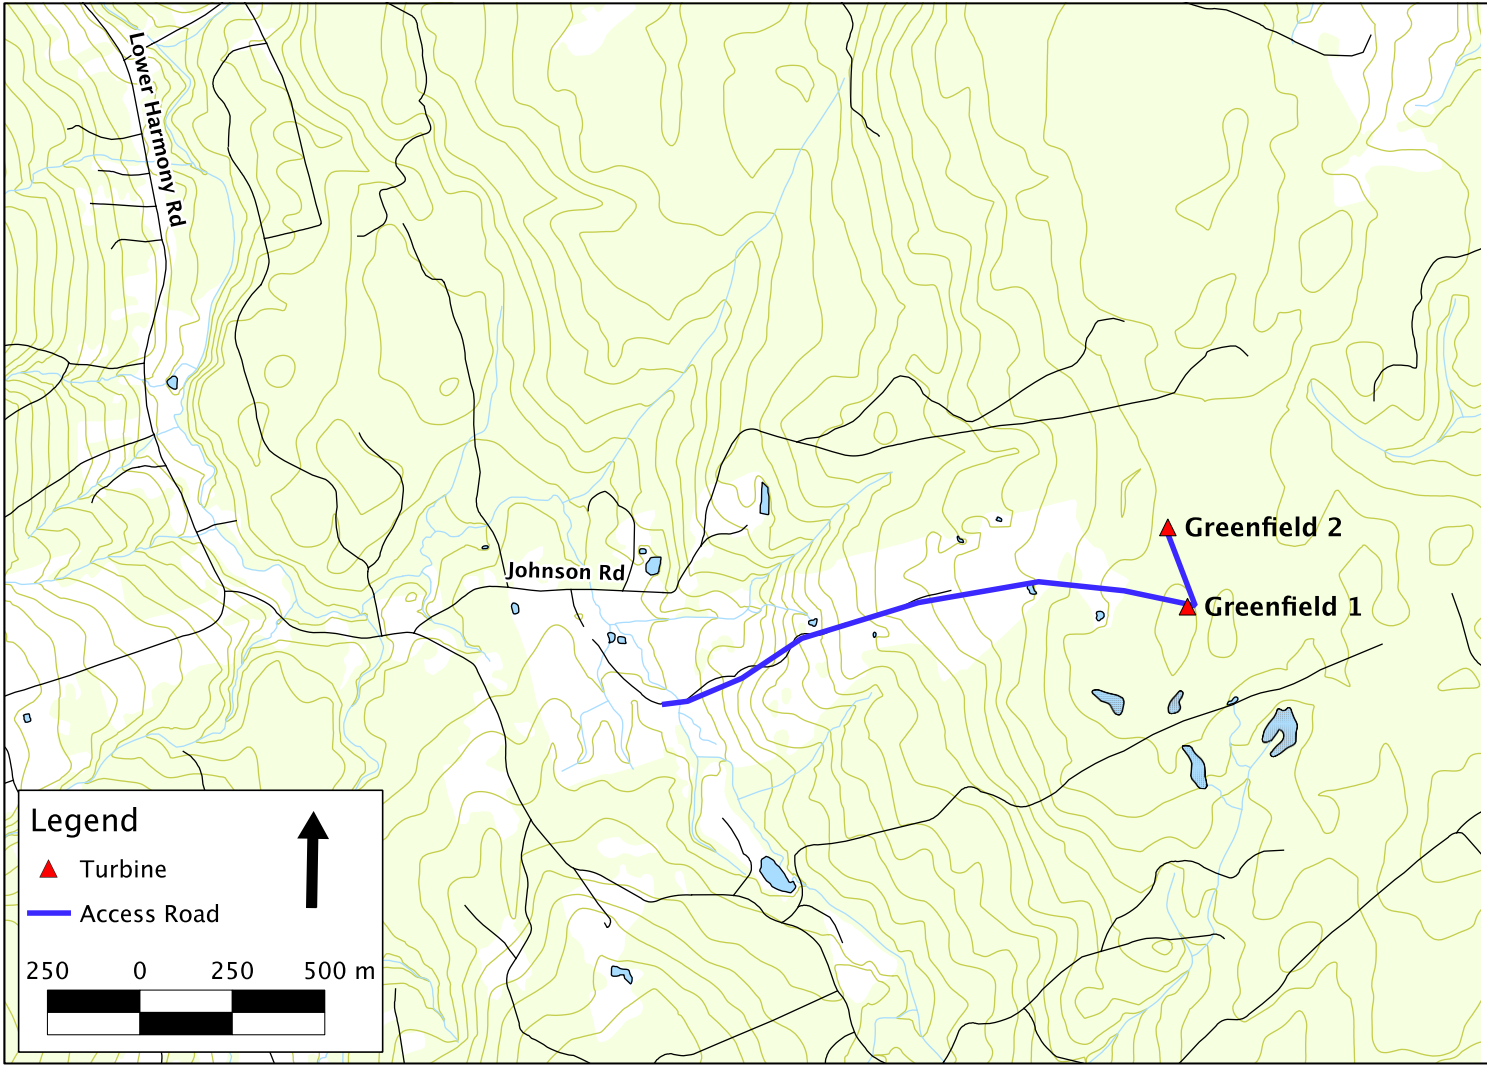 Lower Harmony Rd
Greenfield 2
Johnson Rd
Greenfield 1
Legend
Turbine
Access Road
250 0 250 500 m